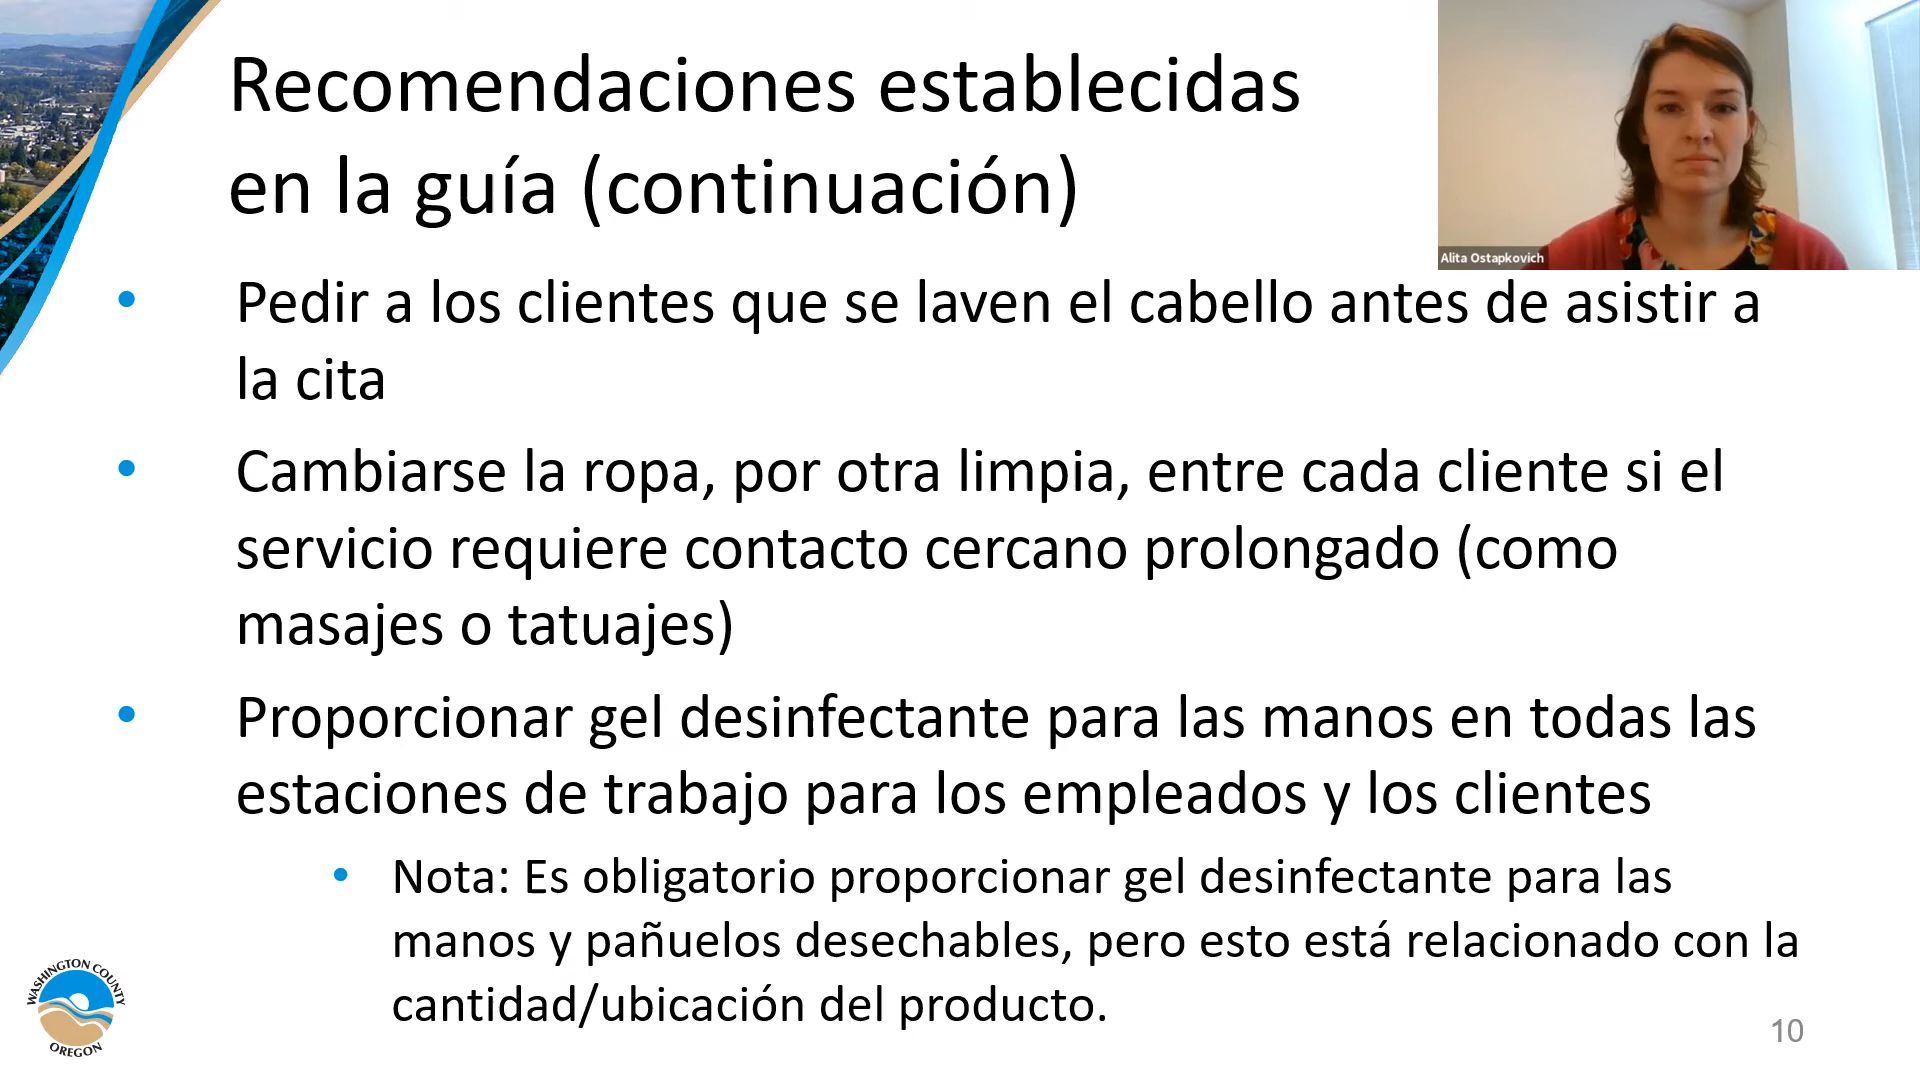 Recomendaciones establecidas
en la guía (continuación)
Alita Ostapkovich
• Pedir a los clientes que se laven el cabello antes de asistir a
la cita
• Cambiarse la ropa, por otra limpia, entre cada cliente si el
servicio requiere contacto cercano prolongado (como
masajes o tatuajes)
• Proporcionar gel desinfectante para las manos en todas las
estaciones de trabajo para los empleados y los clientes
• Nota: Es obligatorio proporcionar gel desinfectante para las
manos y pañuelos desechables, pero esto está relacionado con la
cantidad/ubicación del producto.
WASHINGTON COUNTY
OREGON
10